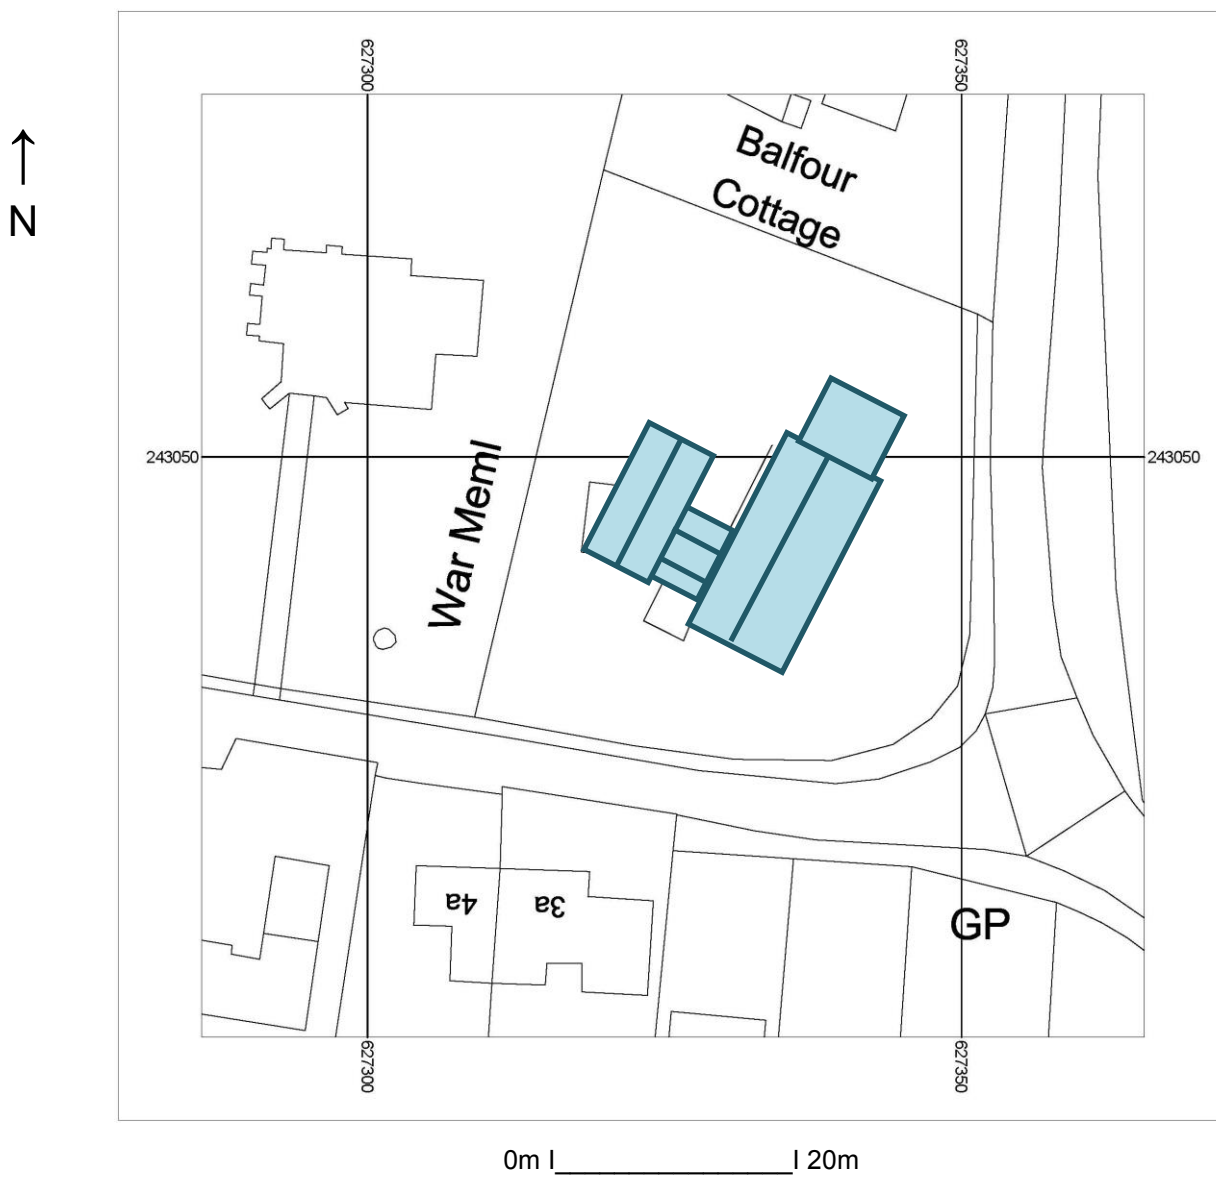 627300
627350
↑
N
Balfour
Cottage
243050
243050
War Meml
4a
3a
GP
627300
627350
0m I_______________I 20m